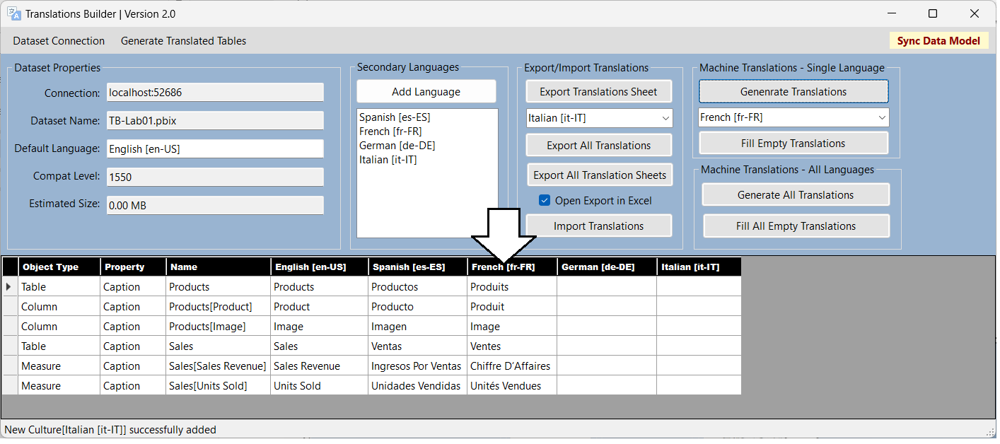 Translations Builder | Version 2.0
Dataset Connection Generate Translated Tables Sync Data Model
Dataset Properties
Connection: localhost:52686
Dataset Name: TB-Lab01.pbix
Default Language: English [en-US]
Compat Level: 1550
Estimated Size: 0.00 MB
Secondary Languages
Add Language
Spanish [es-ES]
French [fr-FR]
German [de-DE]
Italian [it-IT]
Export/Import Translations
Export Translations Sheet
Italian [it-IT]
Export All Translations
Export All Translation Sheets
Open Export in Excel
Import Translations
Machine Translations - Single Language
Genenrate Translations
French [fr-FR]
Fill Empty Translations
Machine Translations - All Languages
Generate All Translations
Fill All Empty Translations
Object Type Property Name English [en-US] Spanish [es-ES] French [fr-FR] German [de-DE] Italian [it-IT]
Table Caption Products Products Productos Produits
Column Caption Products[Product] Product Producto Produit
Column Caption Products[Image] Image Imagen Image
Table Caption Sales Sales Ventas Ventes
Measure Caption Sales[Sales Revenue] Sales Revenue Ingresos Por Ventas Chiffre D’Affaires
Measure Caption Sales[Units Sold] Units Sold Unidades Vendidas Unités Vendues
New Culture[Italian [it-IT]] successfully added